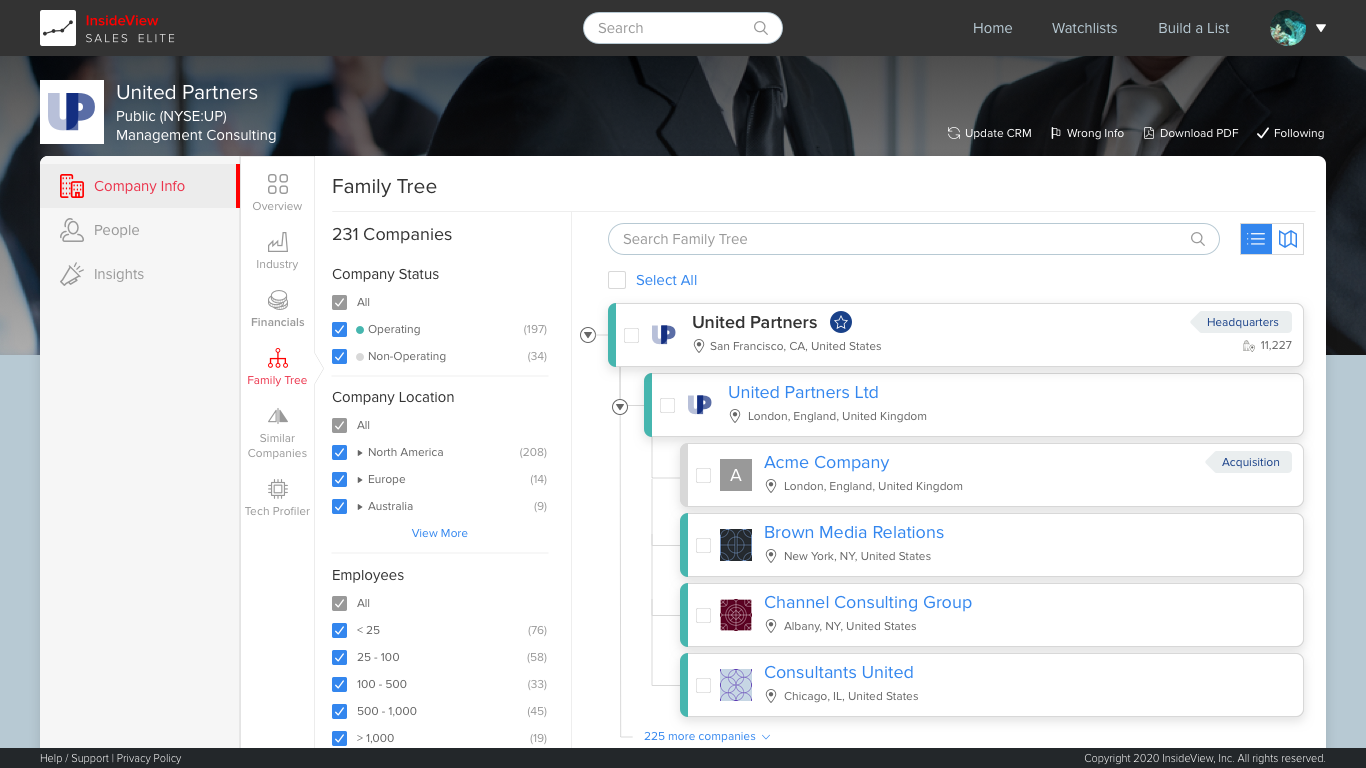 InsideView
SALES ELITE
Search
Home
Watchlists
Build a List
UP
United Partners
Public (NYSE:UP)
Management Consulting
Update CRM
Wrong Info
Download PDF
Following
Company Info
People
Insights
Overview
Industry
Financials
Family Tree
Similar
Companies
Tech Profiler
Family Tree
231 Companies
Company Status
All
Operating (197)
Non-Operating (34)
Company Location
All
North America (208)
Europe (14)
Australia (9)
View More
Employees
All
< 25 (76)
25 - 100 (58)
100 - 500 (33)
500 - 1,000 (45)
> 1,000 (19)
Search Family Tree
Select All
UP
United Partners
Headquarters
San Francisco, CA, United States
11,227
UP
United Partners Ltd
London, England, United Kingdom
A
Acme Company
Acquisition
London, England, United Kingdom
Brown Media Relations
New York, NY, United States
Channel Consulting Group
Albany, NY, United States
Consultants United
Chicago, IL, United States
225 more companies
Help / Support | Privacy Policy
Copyright 2020 InsideView, Inc. All rights reserved.